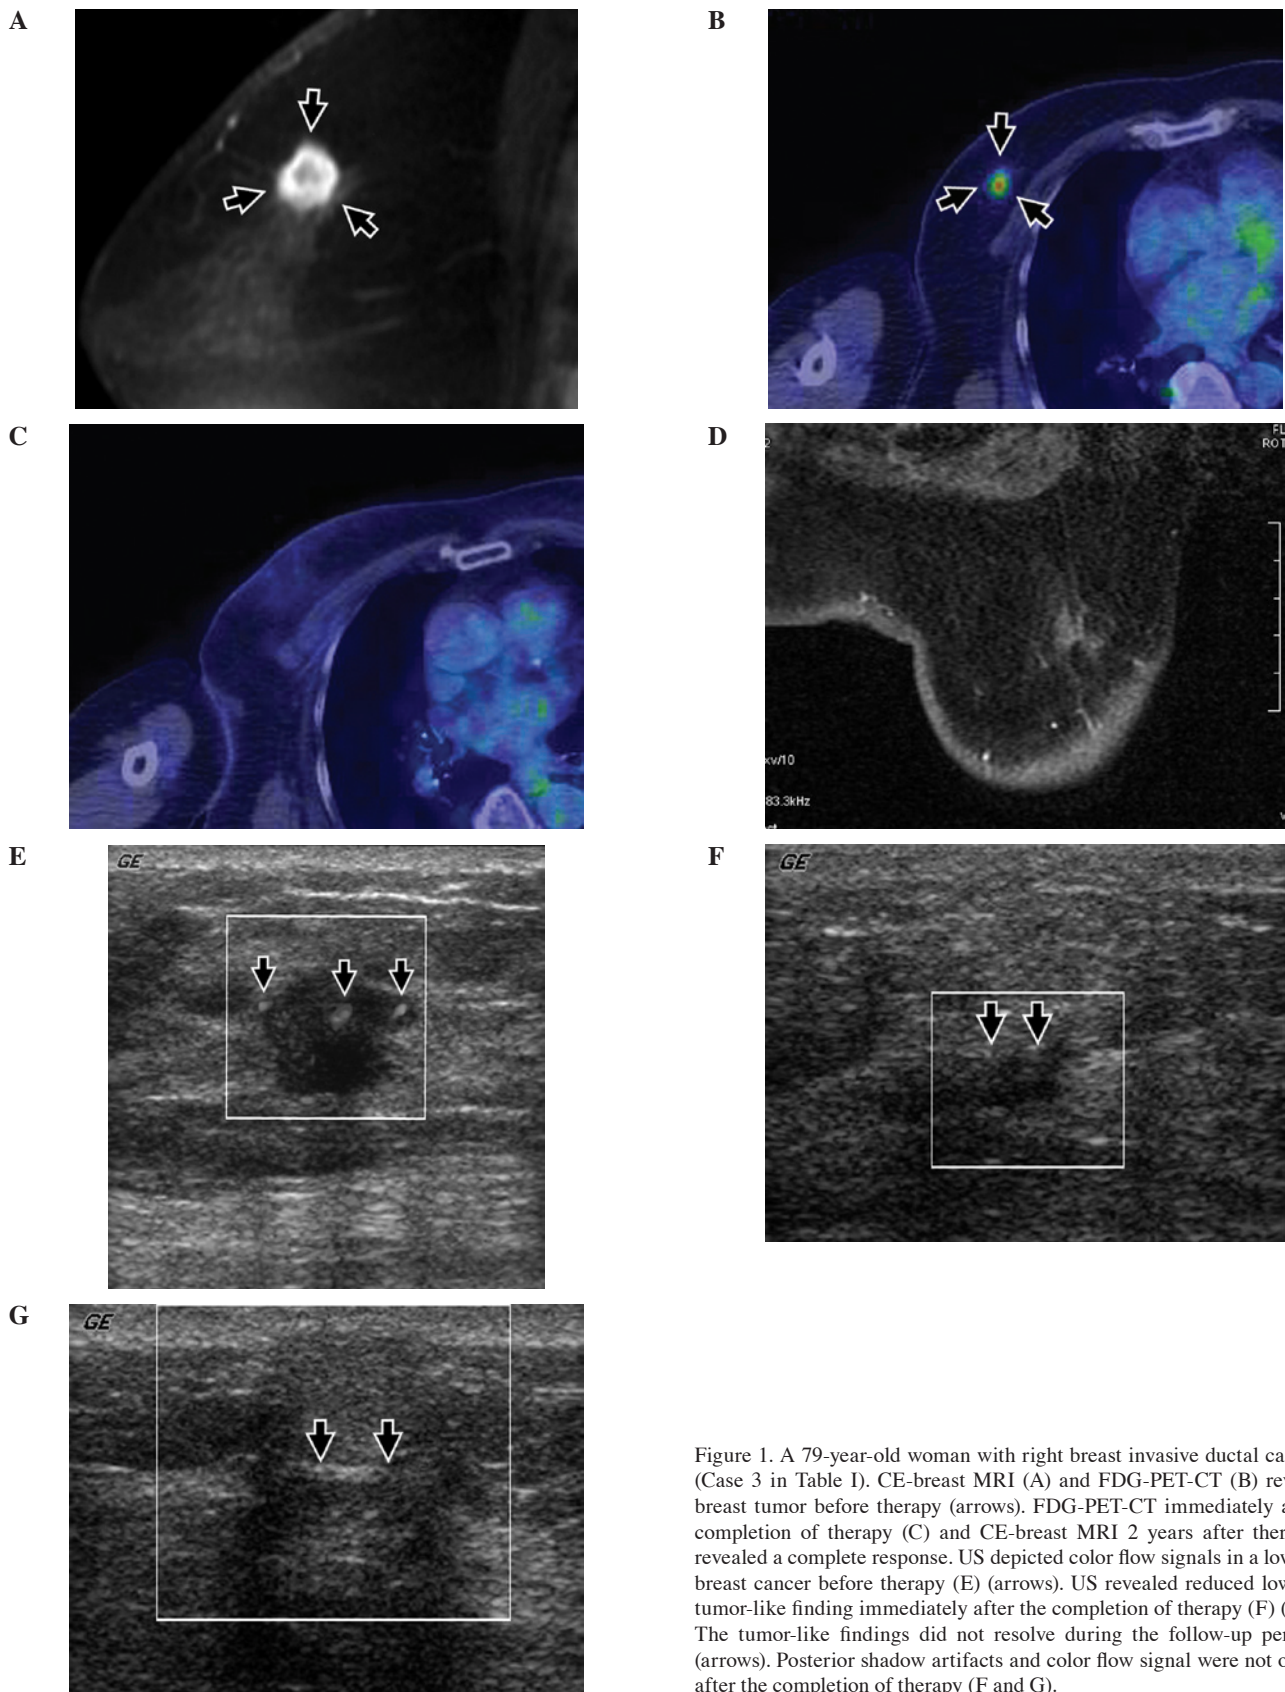 A
B
C
D
2
FL
ROT
xv/10
83.3kHz
E
GE
F
GE
G
GE
Figure 1. A 79-year-old woman with right breast invasive ductal ca
(Case 3 in Table I). CE-breast MRI (A) and FDG-PET-CT (B) re
breast tumor before therapy (arrows). FDG-PET-CT immediately a
completion of therapy (C) and CE-breast MRI 2 years after ther
revealed a complete response. US depicted color flow signals in a low
breast cancer before therapy (E) (arrows). US revealed reduced low
tumor-like finding immediately after the completion of therapy (F) (
The tumor-like findings did not resolve during the follow-up per
(arrows). Posterior shadow artifacts and color flow signal were not o
after the completion of therapy (F and G).